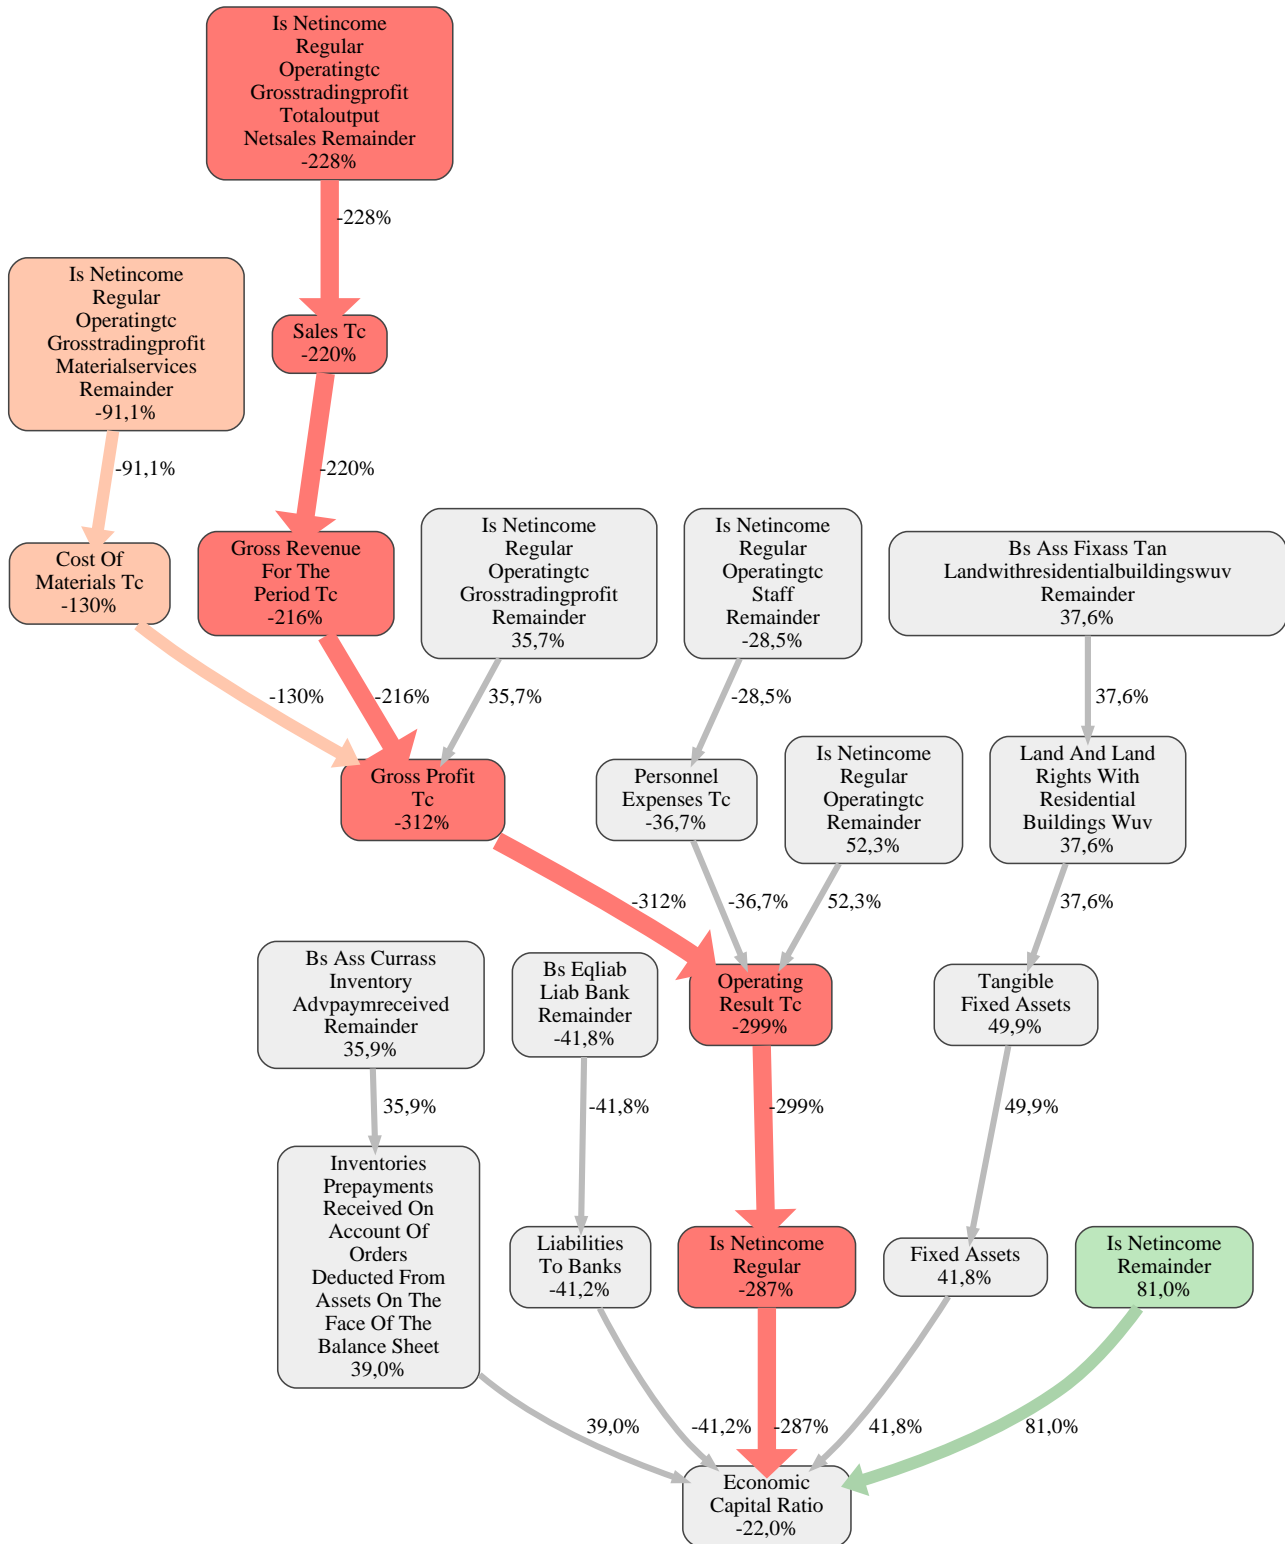 Is Netincome
Regular
Operatingtc
Grosstradingprofit
Totaloutput
Netsales Remainder
-228%
-228%
Is Netincome
Regular
Operatingtc
Grosstradingprofit
Materialservices
Remainder
-91,1%
Sales Tc
-220%
-91,1%
-220%
Cost Of
Materials Tc
-130%
Gross Revenue
For The
Period Tc
-216%
Is Netincome
Regular
Operatingtc
Grosstradingprofit
Remainder
35,7%
Is Netincome
Regular
Operatingtc
Staff
Remainder
-28,5%
Bs Ass Fixass Tan
Landwithresidentialbuildingswuv
Remainder
37,6%
-130%
-216%
35,7%
-28,5%
37,6%
Gross Profit
Tc
-312%
Personnel
Expenses Tc
-36,7%
Is Netincome
Regular
Operatingtc
Remainder
52,3%
Land And Land
Rights With
Residential
Buildings Wuv
37,6%
-312%
-36,7%
52,3%
37,6%
Bs Ass Currass
Inventory
Advpaymreceived
Remainder
35,9%
Bs Eqliab
Liab Bank
Remainder
-41,8%
Operating
Result Tc
-299%
Tangible
Fixed Assets
49,9%
35,9%
-41,8%
-299%
49,9%
Inventories
Prepayments
Received On
Account Of
Orders
Deducted From
Assets On The
Face Of The
Balance Sheet
39,0%
Liabilities
To Banks
-41,2%
Is Netincome
Regular
-287%
Fixed Assets
41,8%
Is Netincome
Remainder
81,0%
39,0%
-41,2%
-287%
41,8%
81,0%
Economic
Capital Ratio
-22,0%